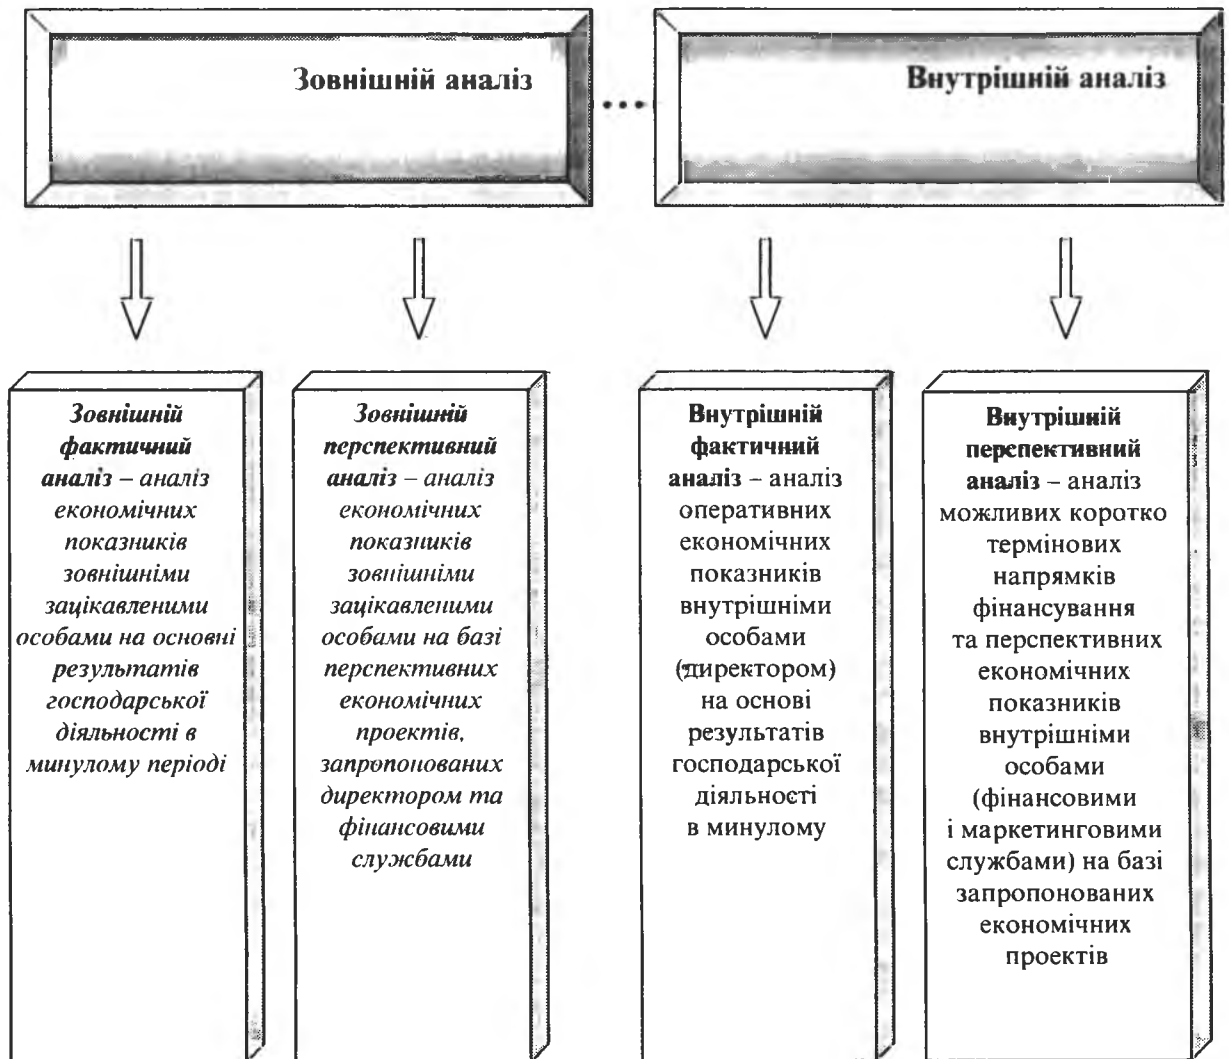 Зовнішній аналіз
Внутрішній аналіз
Зовнішній
фактичний
аналіз – аналіз
економічних
показників
зовнішніми
зацікавленими
особами на основні
результатів
господарської
діяльності в
минулому періоді
Зовнішній
перспективний
аналіз – аналіз
економічних
показників
зовнішніми
зацікавленими
особами на базі
перспективних
економічних
проектів,
запропонованих
директором та
фінансовими
службами
Внутрішній
фактичний
аналіз – аналіз
оперативних
економічних
показників
внутрішніми
особами
(директором)
на основі
результатів
господарської
діяльності
в минулому
Внутрішній
перспективний
аналіз – аналіз
можливих коротко
термінових
напрямків
фінансування
та перспективних
економічних
показників
внутрішніми
особами
(фінансовими
і маркетинговими
службами) на базі
запропонованих
економічних
проектів